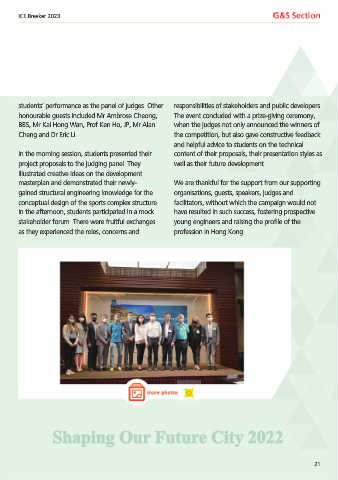 ICE Breaker 2023
G&S Section
students' performance as the panel of judges Other
honourable guests included Mr Ambrose Cheong,
BBS, Mr Kai Hong Wan, Prof Ken Ho, JP, Mr Alan
Cheng and Dr Eric Li
In the morning session, students presented their
project proposals to the judging panel They
illustrated creative ideas on the development
masterplan and demonstrated their newly-
gained structural engineering knowledge for the
conceptual design of the sports complex structure
In the afternoon, students participated in a mock
stakeholder forum There were fruitful exchanges
as they experienced the roles, concerns and
responsibilities of stakeholders and public developers
The event concluded with a prize-giving ceremony,
when the judges not only announced the winners of
the competition, but also gave constructive feedback
and helpful advice to students on the technical
content of their proposals, their presentation styles as
well as their future development
We are thankful for the support from our supporting
organisations, guests, speakers, judges and
facilitators, without which the campaign would not
have resulted in such success, fostering prospective
young engineers and raising the profile of the
profession in Hong Kong
more photos
Shaping Our Future City 2022
21